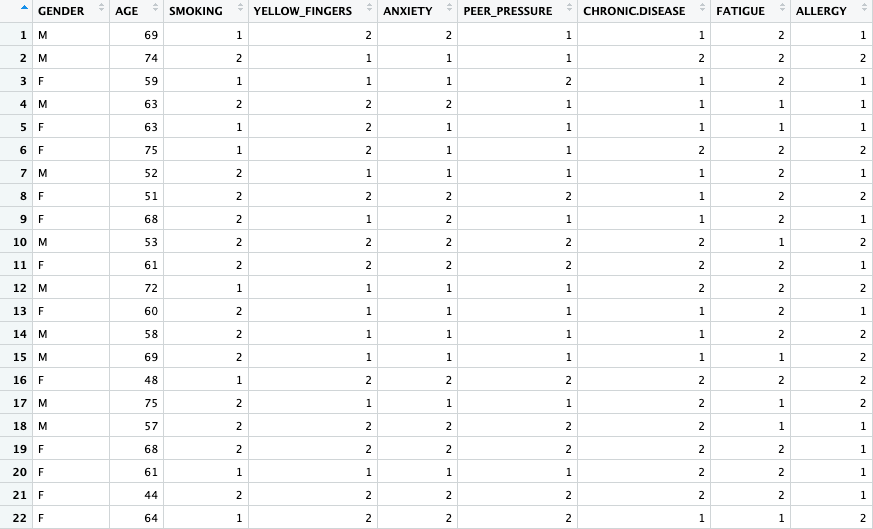 GENDER AGE SMOKING YELLOW_FINGERS ANXIETY PEER_PRESSURE CHRONIC.DISEASE FATIGUE ALLERGY
1 M 69 1 2 2 1 1 2 1
2 M 74 2 1 1 1 2 2 2
3 F 59 1 1 1 2 1 2 1
4 M 63 2 2 2 1 1 1 1
5 F 63 1 2 1 1 1 1 1
6 F 75 1 2 1 1 2 2 2
7 M 52 2 1 1 1 1 2 1
8 F 51 2 2 2 2 1 2 2
9 F 68 2 1 2 1 1 2 1
10 M 53 2 2 2 2 2 1 2
11 F 61 2 2 2 2 2 2 1
12 M 72 1 1 1 1 2 2 2
13 F 60 2 1 1 1 1 2 1
14 M 58 2 1 1 1 1 2 2
15 M 69 2 1 1 1 1 1 2
16 F 48 1 2 2 2 2 2 2
17 M 75 2 1 1 1 2 1 2
18 M 57 2 2 2 2 2 1 1
19 F 68 2 2 2 2 2 2 1
20 F 61 1 1 1 1 2 2 1
21 F 44 2 2 2 2 2 2 1
22 F 64 1 2 2 2 1 1 2